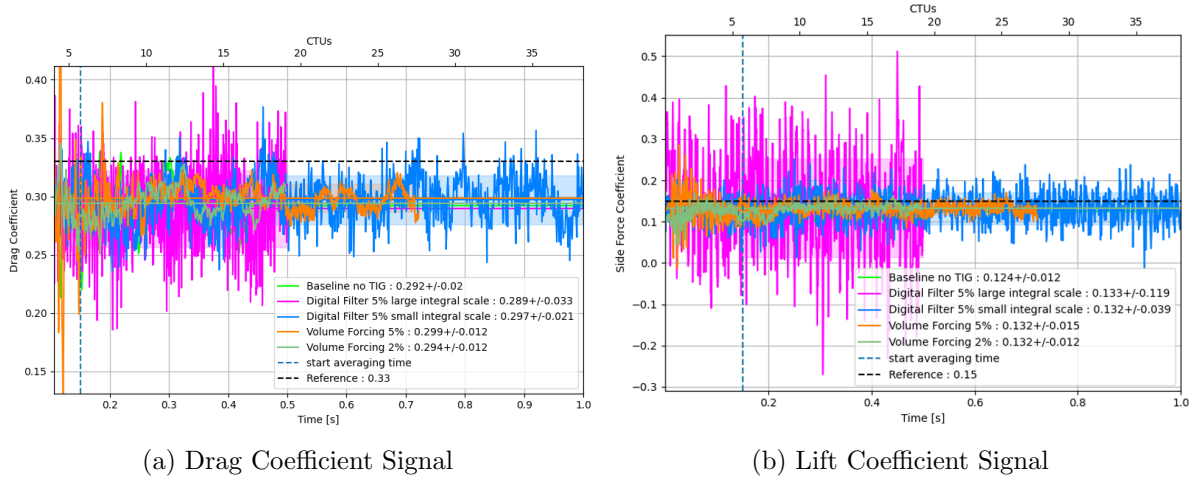 CTUs
5 10 15 20 25 30 35
0.40
0.35
0.30
0.25
0.20
0.15
Drag Coefficient
Baseline no TIG : 0.292+/-0.02
Digital Filter 5% large integral scale : 0.289+/-0.033
Digital Filter 5% small integral scale : 0.297+/-0.021
Volume Forcing 5% : 0.299+/-0.012
Volume Forcing 2% : 0.294+/-0.012
start averaging time
Reference : 0.33
0.2 0.3 0.4 0.5 0.6 0.7 0.8 0.9 1.0
Time [s]
(a) Drag Coefficient Signal
CTUs
5 10 15 20 25 30 35
0.5
0.4
0.3
0.2
0.1
0.0
−0.1
−0.2
−0.3
Side Force Coefficient
Baseline no TIG : 0.124+/-0.012
Digital Filter 5% large integral scale : 0.133+/-0.119
Digital Filter 5% small integral scale : 0.132+/-0.039
Volume Forcing 5% : 0.132+/-0.015
Volume Forcing 2% : 0.132+/-0.012
start averaging time
Reference : 0.15
0.2 0.4 0.6 0.8 1.0
Time [s]
(b) Lift Coefficient Signal